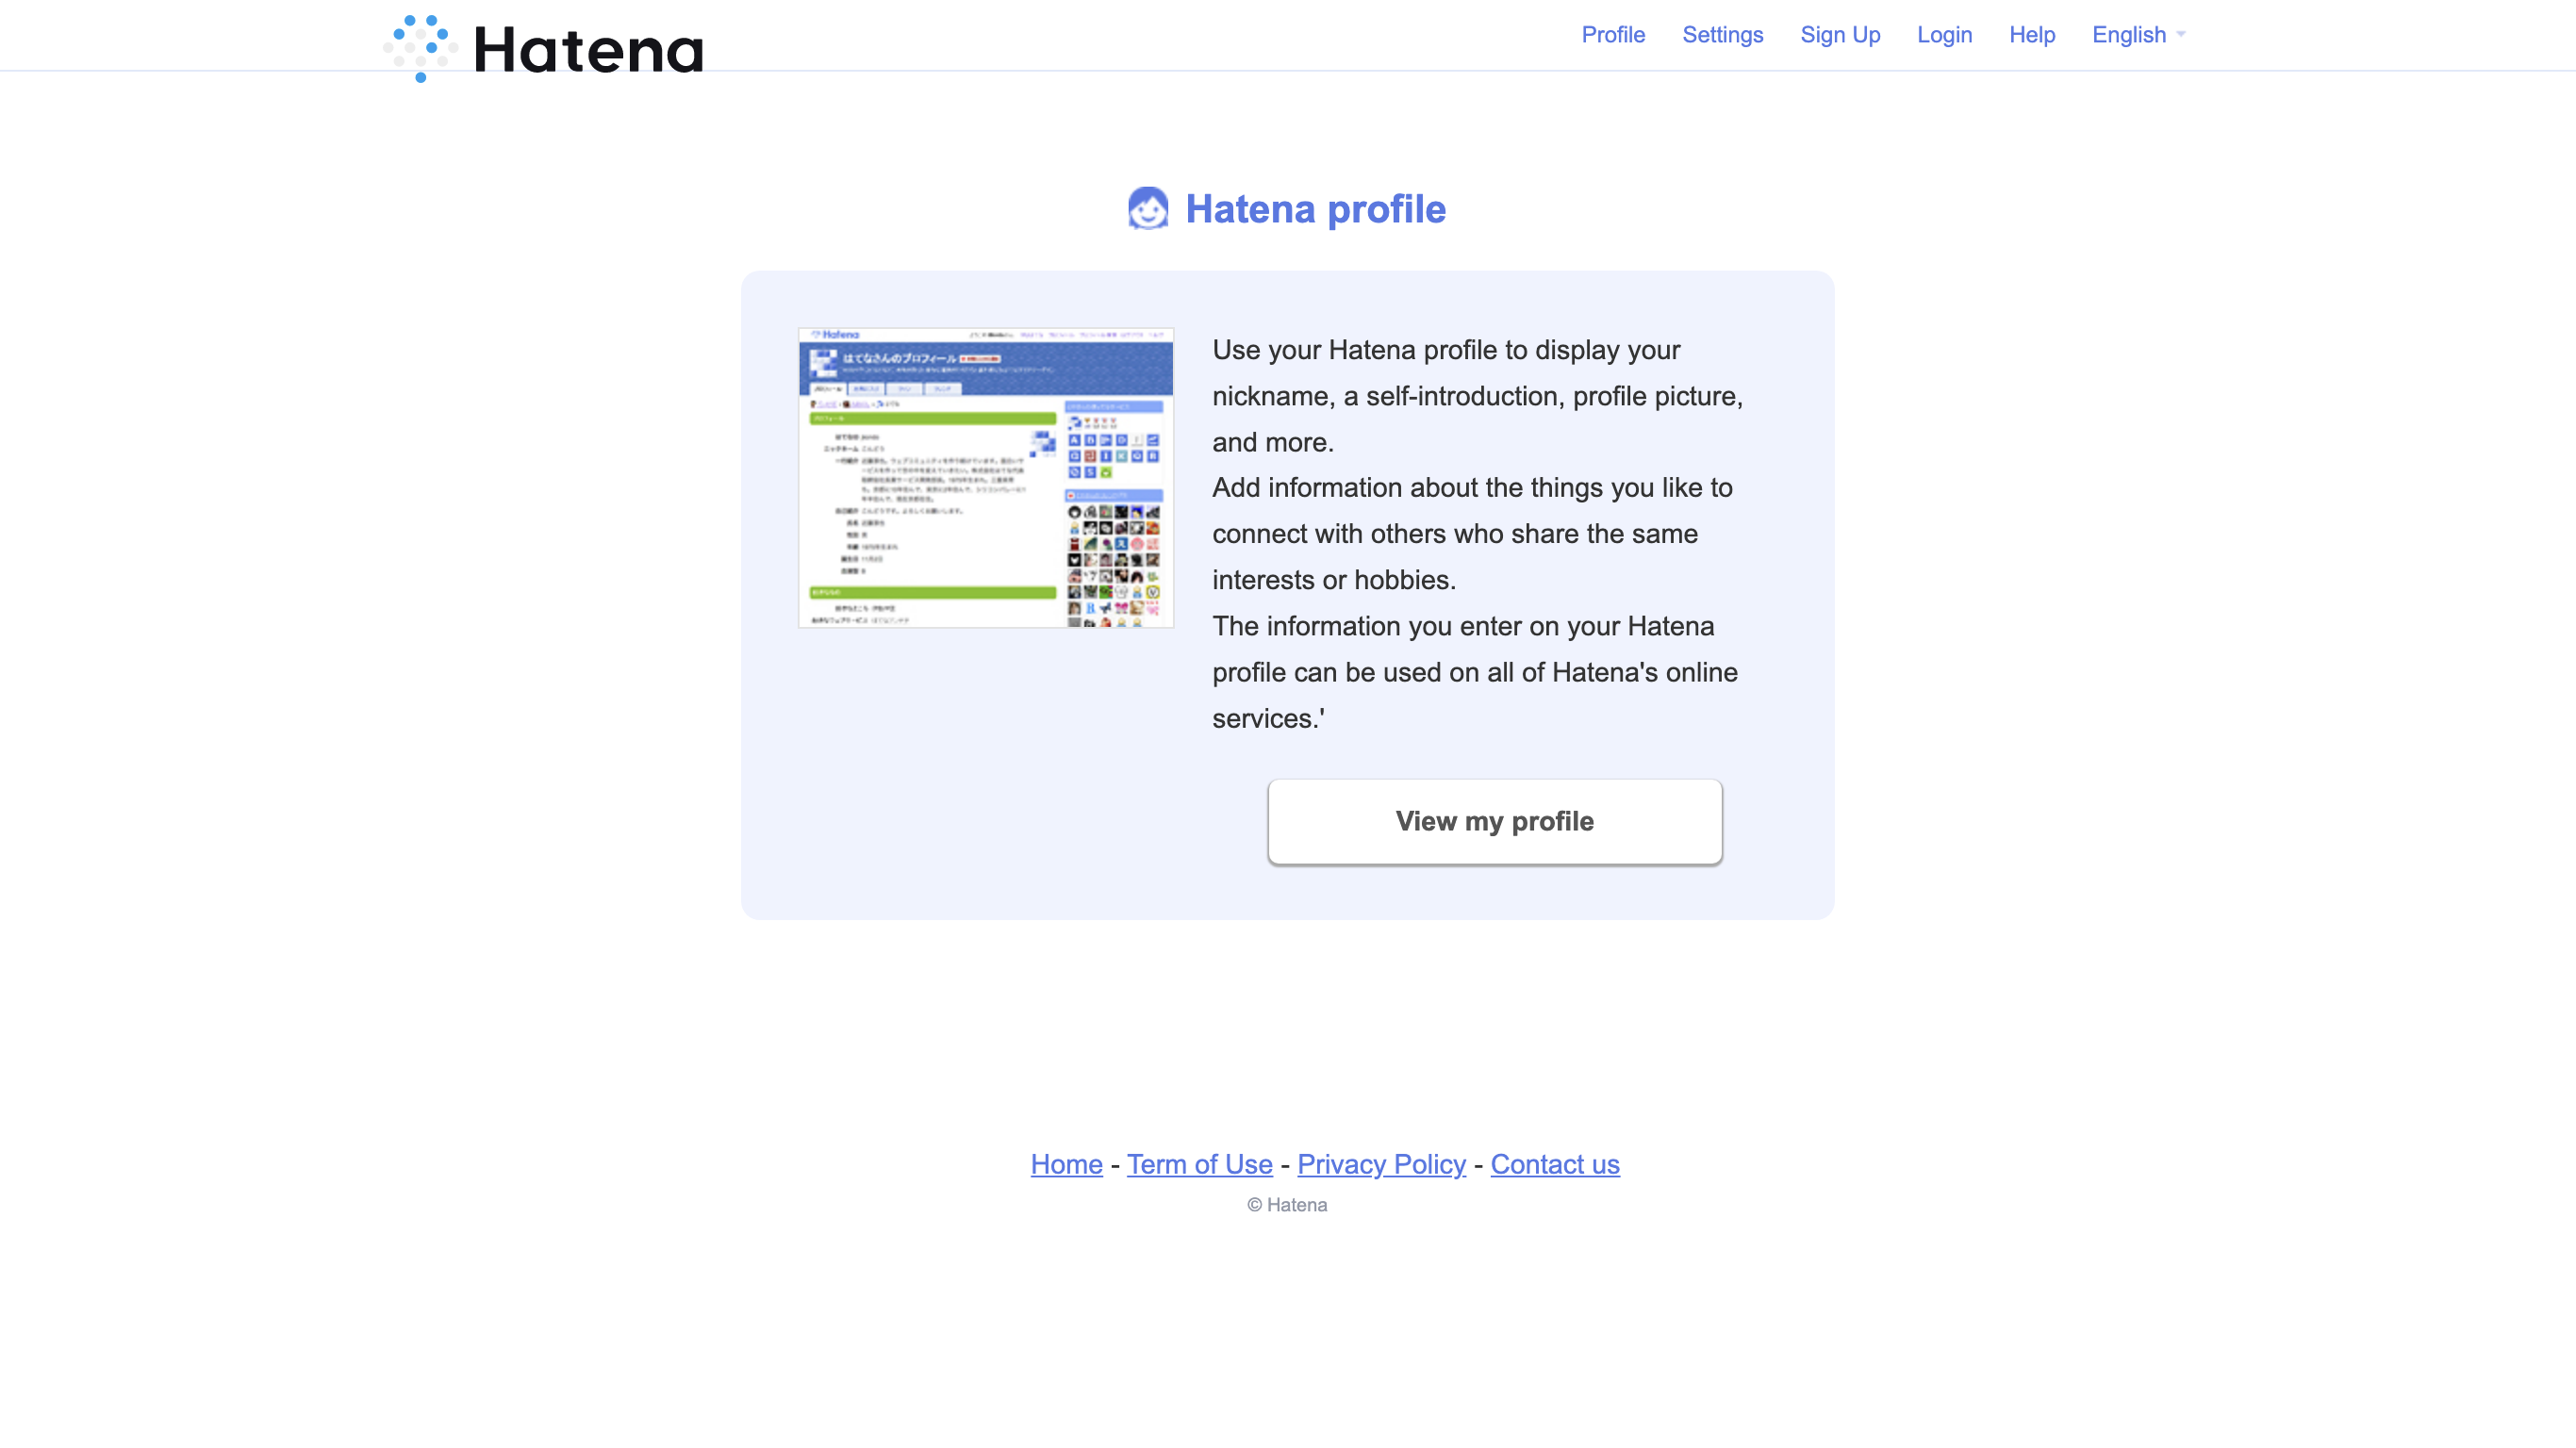 Hatena
Profile Settings Sign Up Login Help English
Hatena profile
Hatena
はてなさんのプロフィール
Use your Hatena profile to display your
nickname, a self-introduction, profile picture,
and more.
Add information about the things you like to
connect with others who share the same
interests or hobbies.
The information you enter on your Hatena
profile can be used on all of Hatena's online
services.'
View my profile
Home - Term of Use - Privacy Policy - Contact us
© Hatena